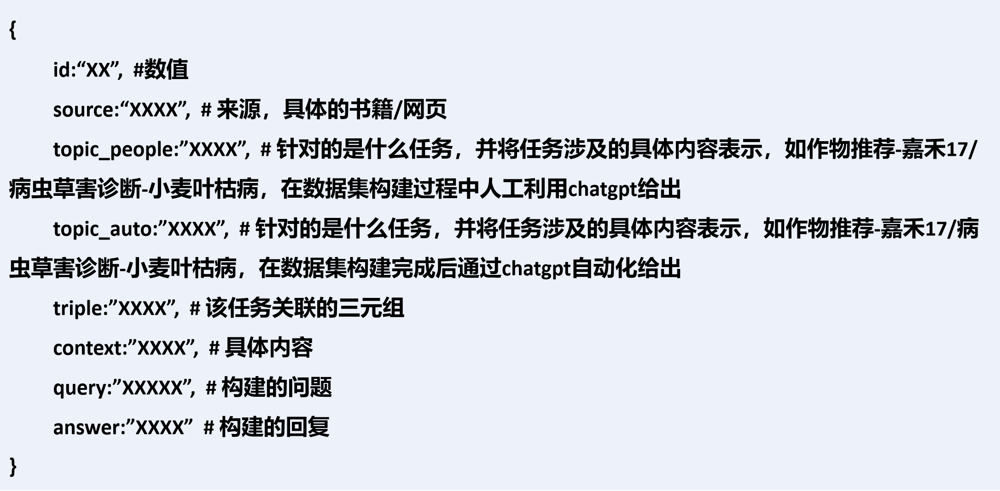 {
id:“XX”, #数值
source:“XXXX”, # 来源，具体的书籍/网页
topic_people:”XXXX”, # 针对的是什么任务，并将任务涉及的具体内容表示，如作物推荐-嘉禾17/
病虫草害诊断-小麦叶枯病，在数据集构建过程中人工利用chatgpt给出
topic_auto:”XXXX”, # 针对的是什么任务，并将任务涉及的具体内容表示，如作物推荐-嘉禾17/病
虫草害诊断-小麦叶枯病，在数据集构建完成后通过chatgpt自动化给出
triple:”XXXX”, # 该任务关联的三元组
context:”XXXX”, # 具体内容
query:”XXXXX”, # 构建的问题
answer:”XXXX” # 构建的回复
}